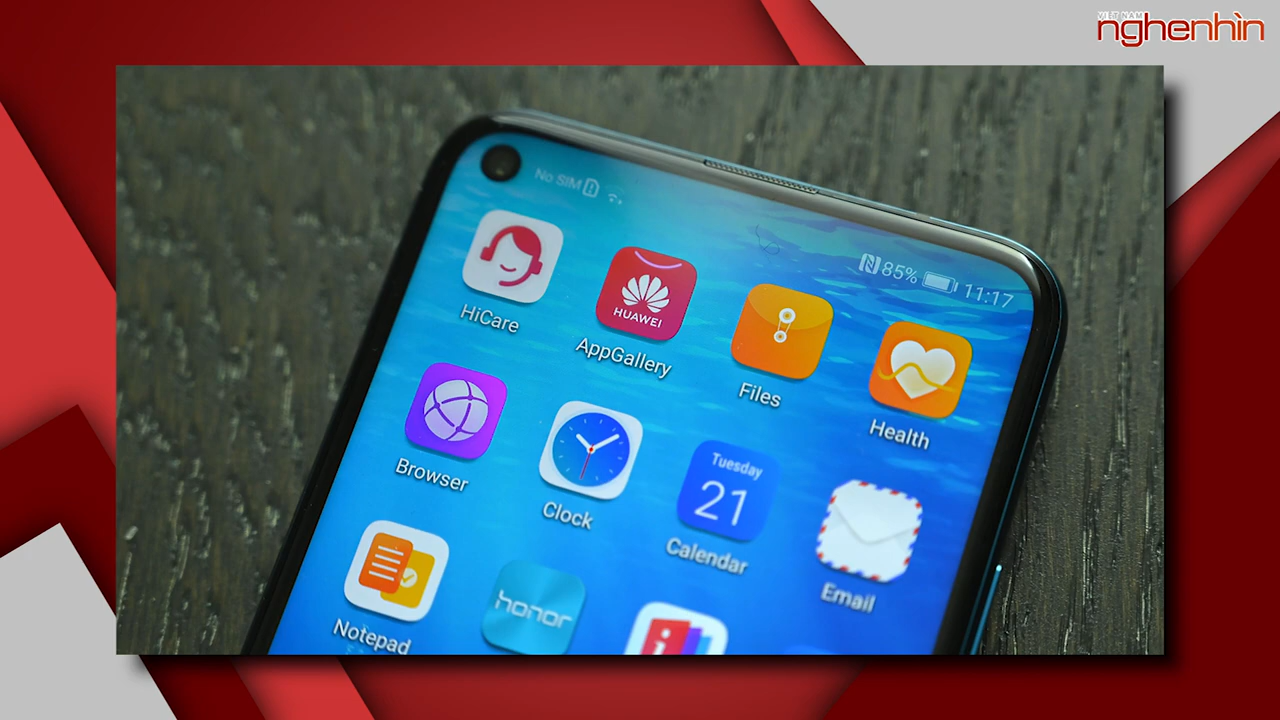 VIỆT NAM
nghenhìn
No SIM
85% 11:17
HiCare
HUAWEI
AppGallery
Files
Health
Browser
Clock
Tuesday
21
Calendar
Email
Notepad
honor
i